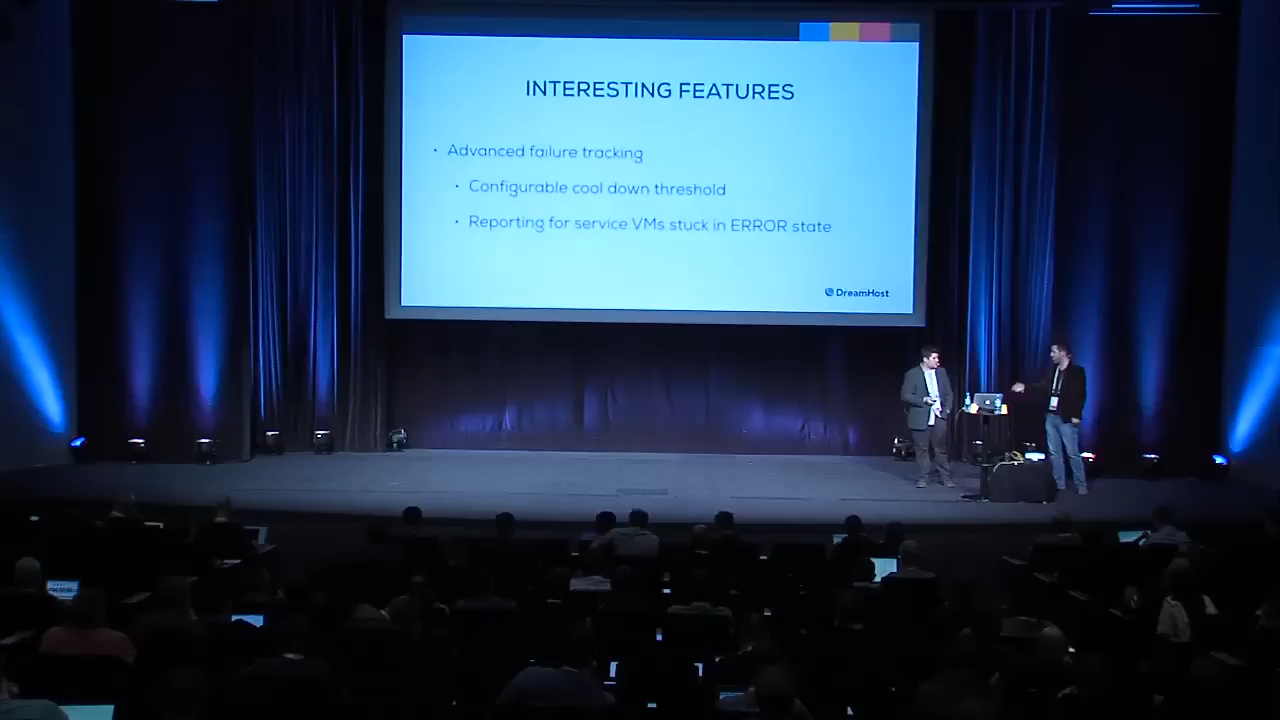 INTERESTING FEATURES
· Advanced failure tracking
· Configurable cool down threshold
· Reporting for service VMs stuck in ERROR state
DreamHost